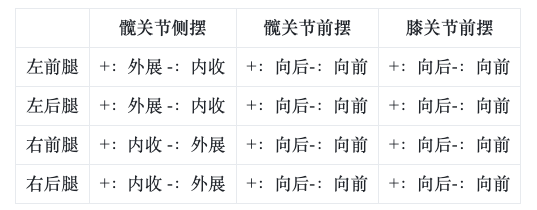 髋关节侧摆 髋关节前摆 膝关节前摆
左前腿 +：外展 -：内收 +：向后-：向前 +：向后-：向前
左后腿 +：外展 -：内收 +：向后-：向前 +：向后-：向前
右前腿 +：内收 -：外展 +：向后-：向前 +：向后-：向前
右后腿 +：内收 -：外展 +：向后-：向前 +：向后-：向前